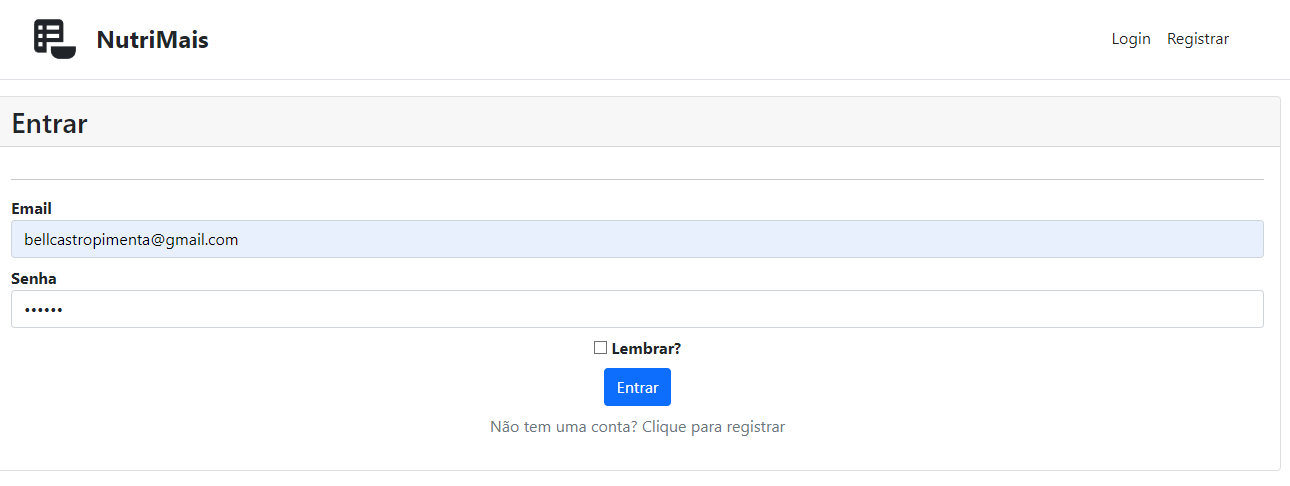 NutriMais
Login Registrar
Entrar
Email
bellcastropimenta@gmail.com
Senha
••••••
Lembrar?
Entrar
Não tem uma conta? Clique para registrar